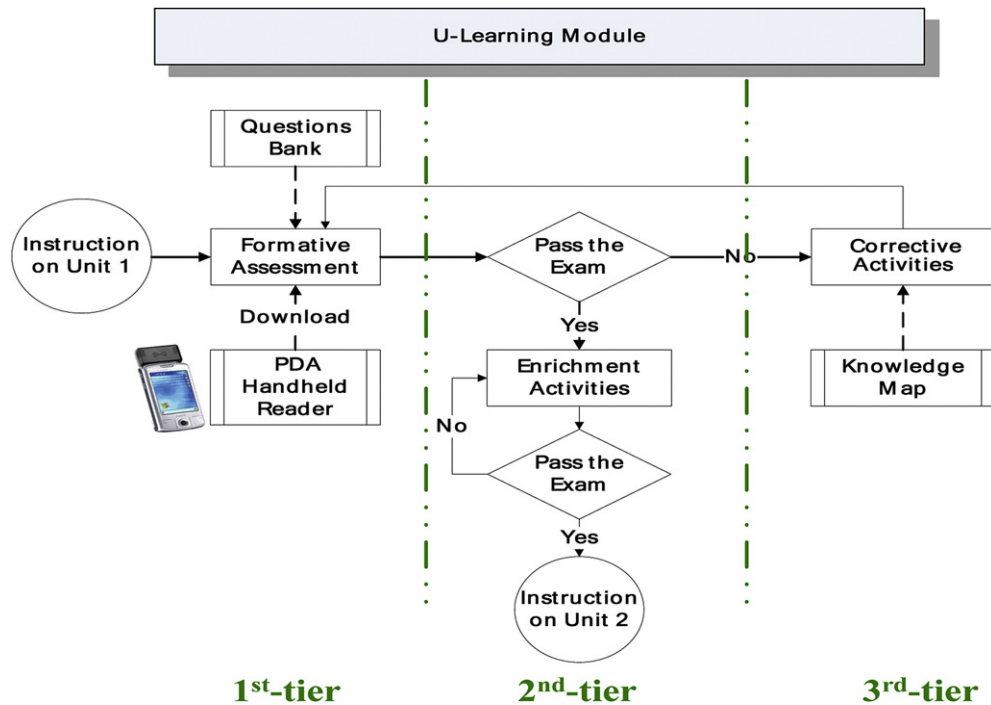 U-Learning Module
Questions
Bank
Instruction
on Unit 1
Formative
Assessment
Pass the
Exam
No
Corrective
Activities
Download
Yes
PDA
Handheld
Reader
Enrichment
Activities
Knowledge
Map
No
Pass the
Exam
Yes
Instruction
on Unit 2
1st-tier
2nd-tier
3rd-tier